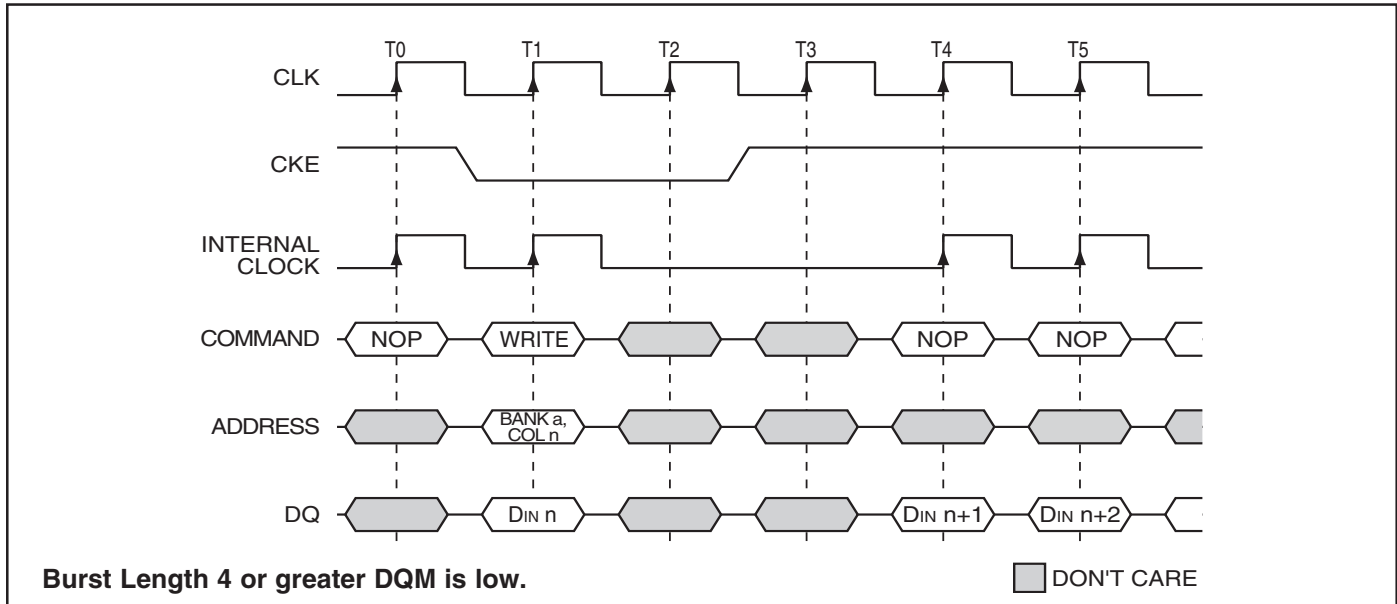 T0 T1 T2 T3 T4 T5
CLK
CKE
INTERNAL
CLOCK
COMMAND NOP WRITE NOP NOP
ADDRESS BANK a,
COL n
DQ DIN n DIN n+1 DIN n+2
Burst Length 4 or greater DQM is low. DON'T CARE